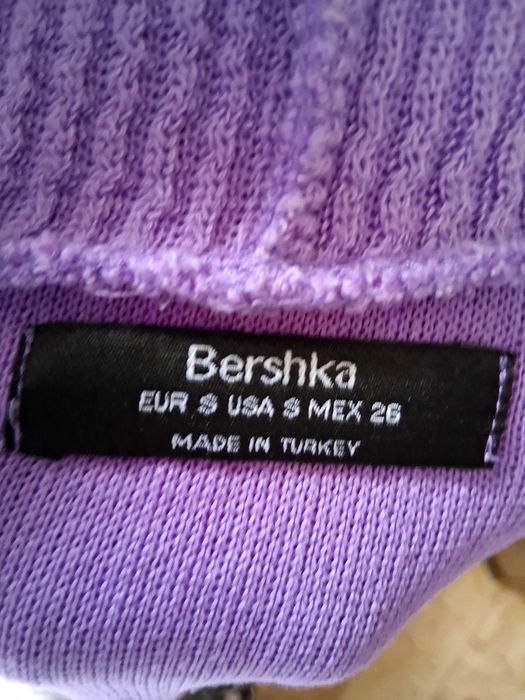 Bershka
EUR S USA S MEX 26
MADE IN TURKEY